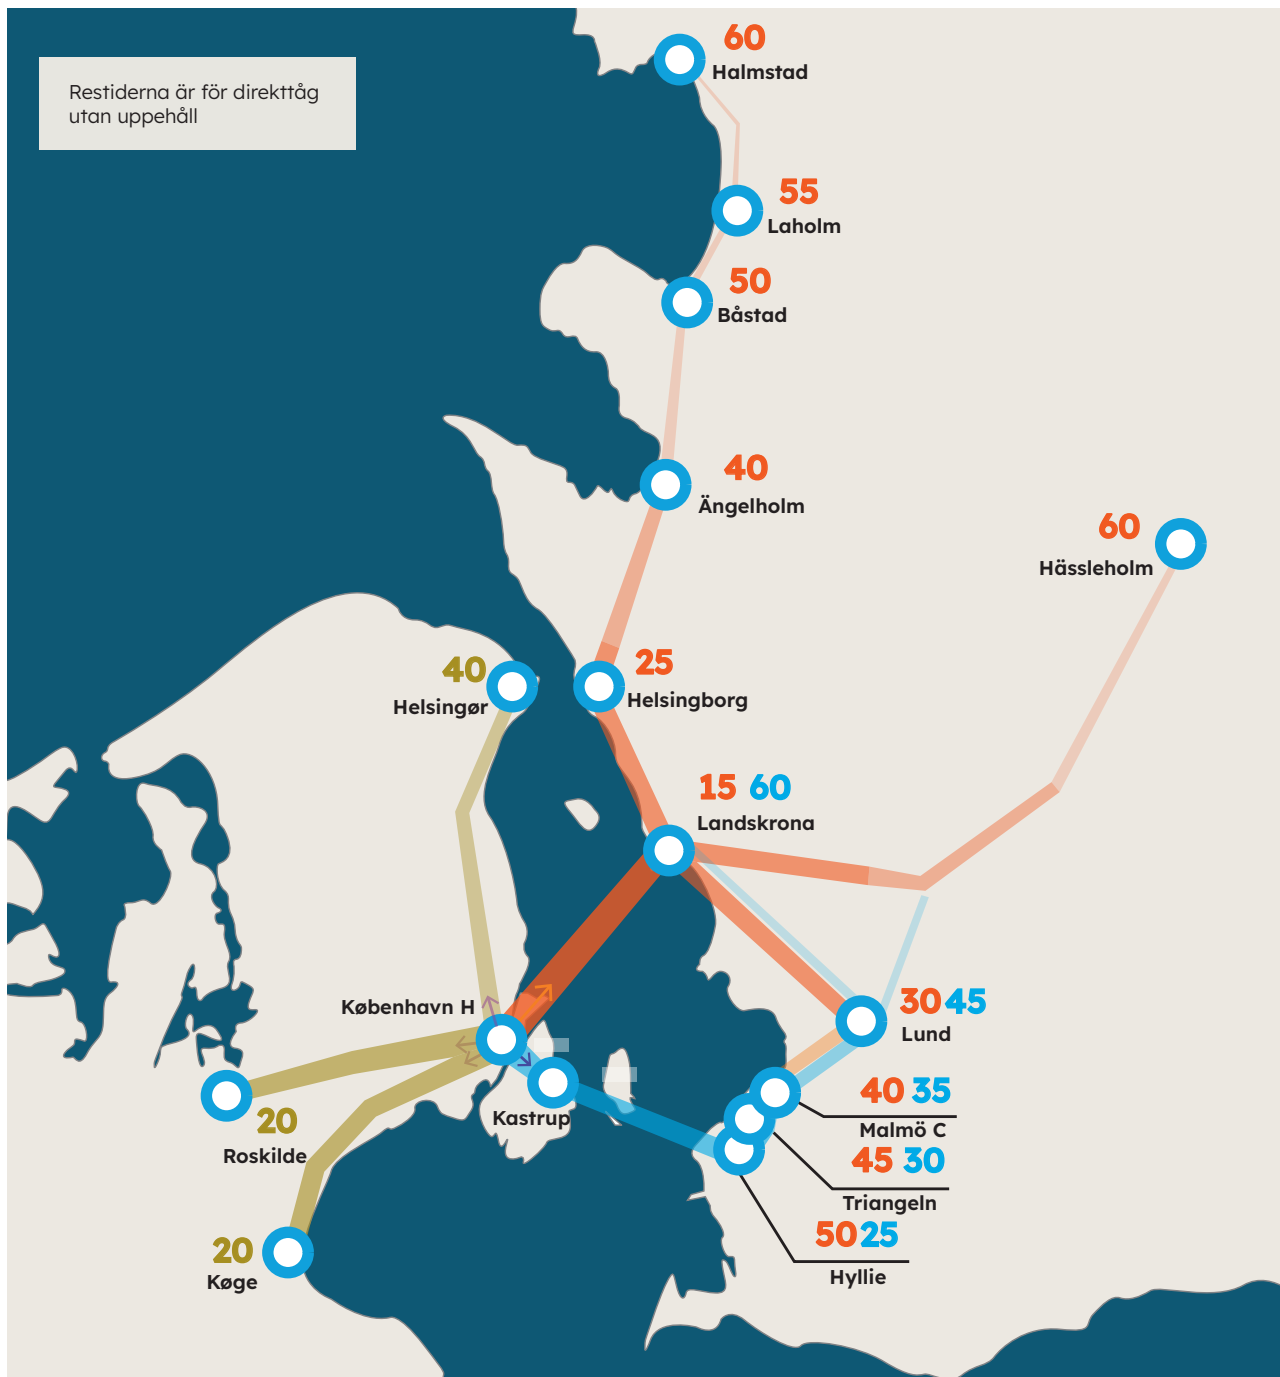 Restiderna är för direkttåg
utan uppehåll
60
Halmstad
55
Laholm
50
Båstad
40
Ängelholm
60
Hässleholm
40
Helsingør
25
Helsingborg
15 60
Landskrona
København H
30 45
Lund
Kastrup
40 35
Malmö C
20
Roskilde
45 30
Triangeln
50 25
Hyllie
20
Køge